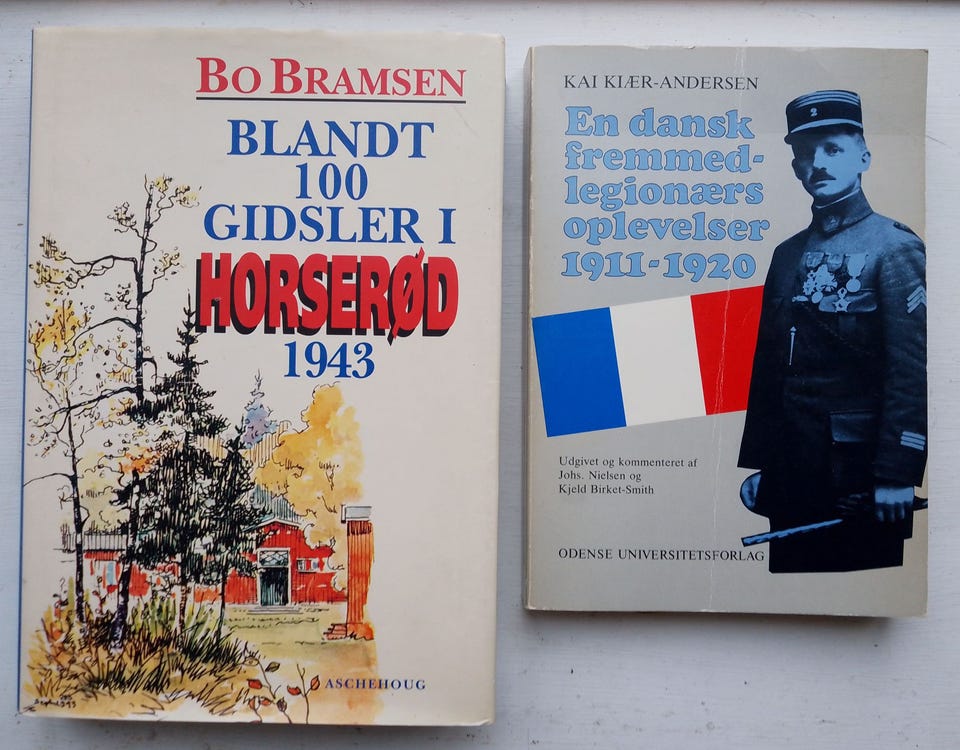 BO BRAMSEN
BLANDT
100
GIDSLER I
HORSERØD
1943
ASCHEHOUG
KAI KIÆR-ANDERSEN
En dansk
fremmed-
legionærs
oplevelser
1911-1920
2
Udgivet og kommenteret af
Johs. Nielsen og
Kjeld Birket-Smith
ODENSE UNIVERSITETSFORLAG